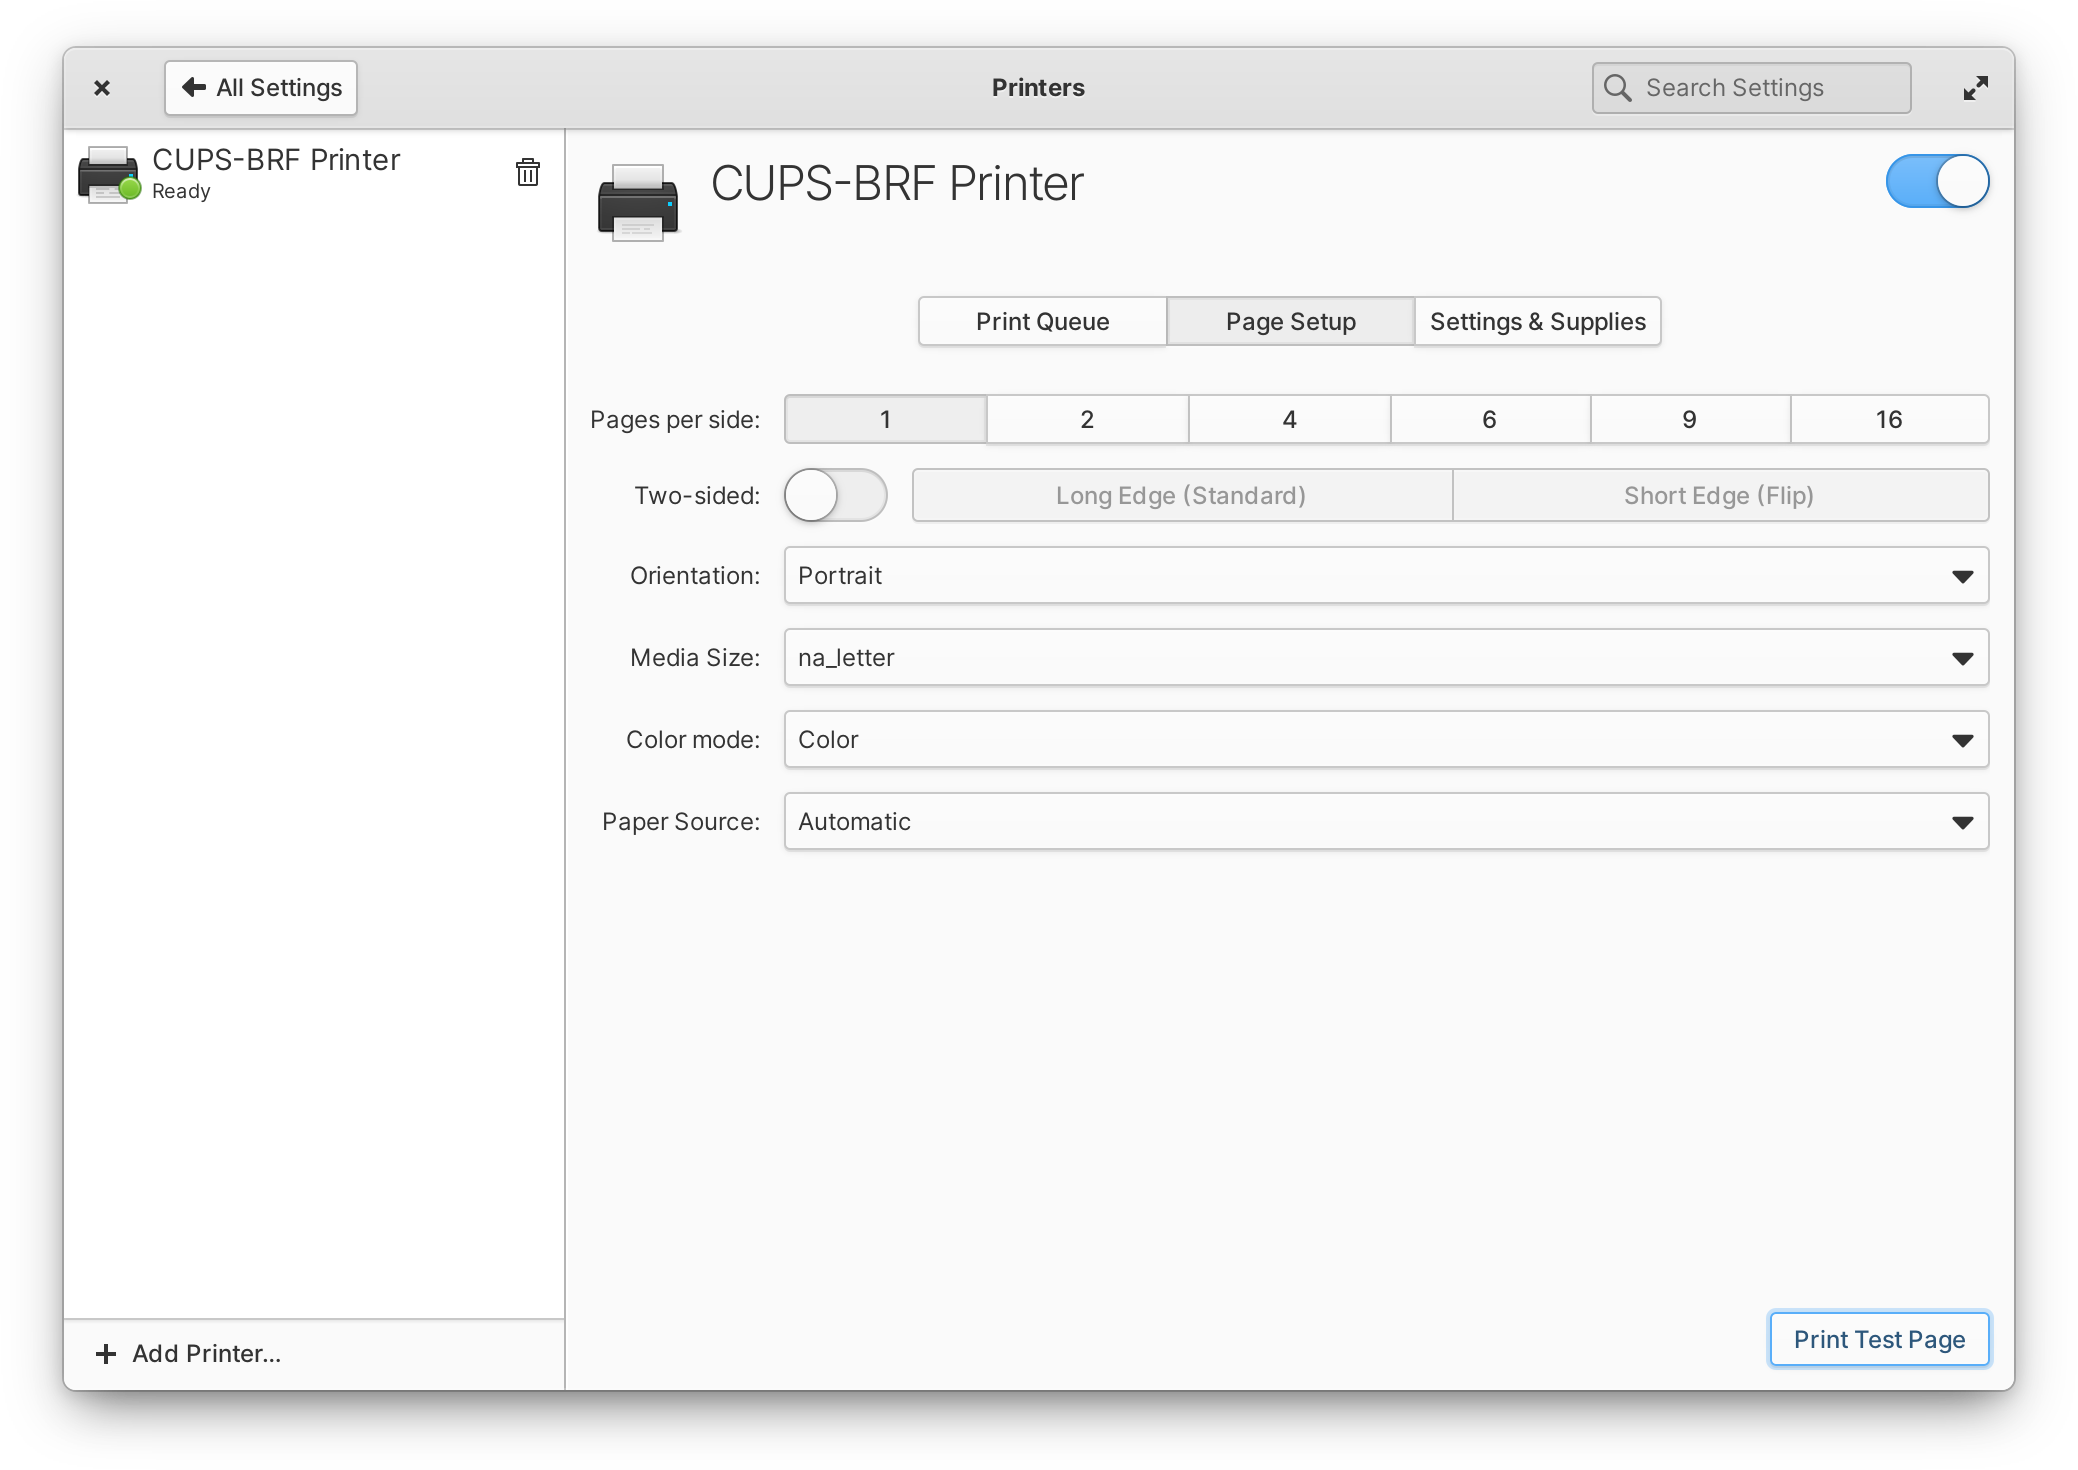 All Settings
Printers
Search Settings
CUPS-BRF Printer
Ready
CUPS-BRF Printer
Print Queue
Page Setup
Settings & Supplies
Pages per side:
1
2
4
6
9
16
Two-sided:
Long Edge (Standard)
Short Edge (Flip)
Orientation:
Portrait
Media Size:
na_letter
Color mode:
Color
Paper Source:
Automatic
Add Printer...
Print Test Page